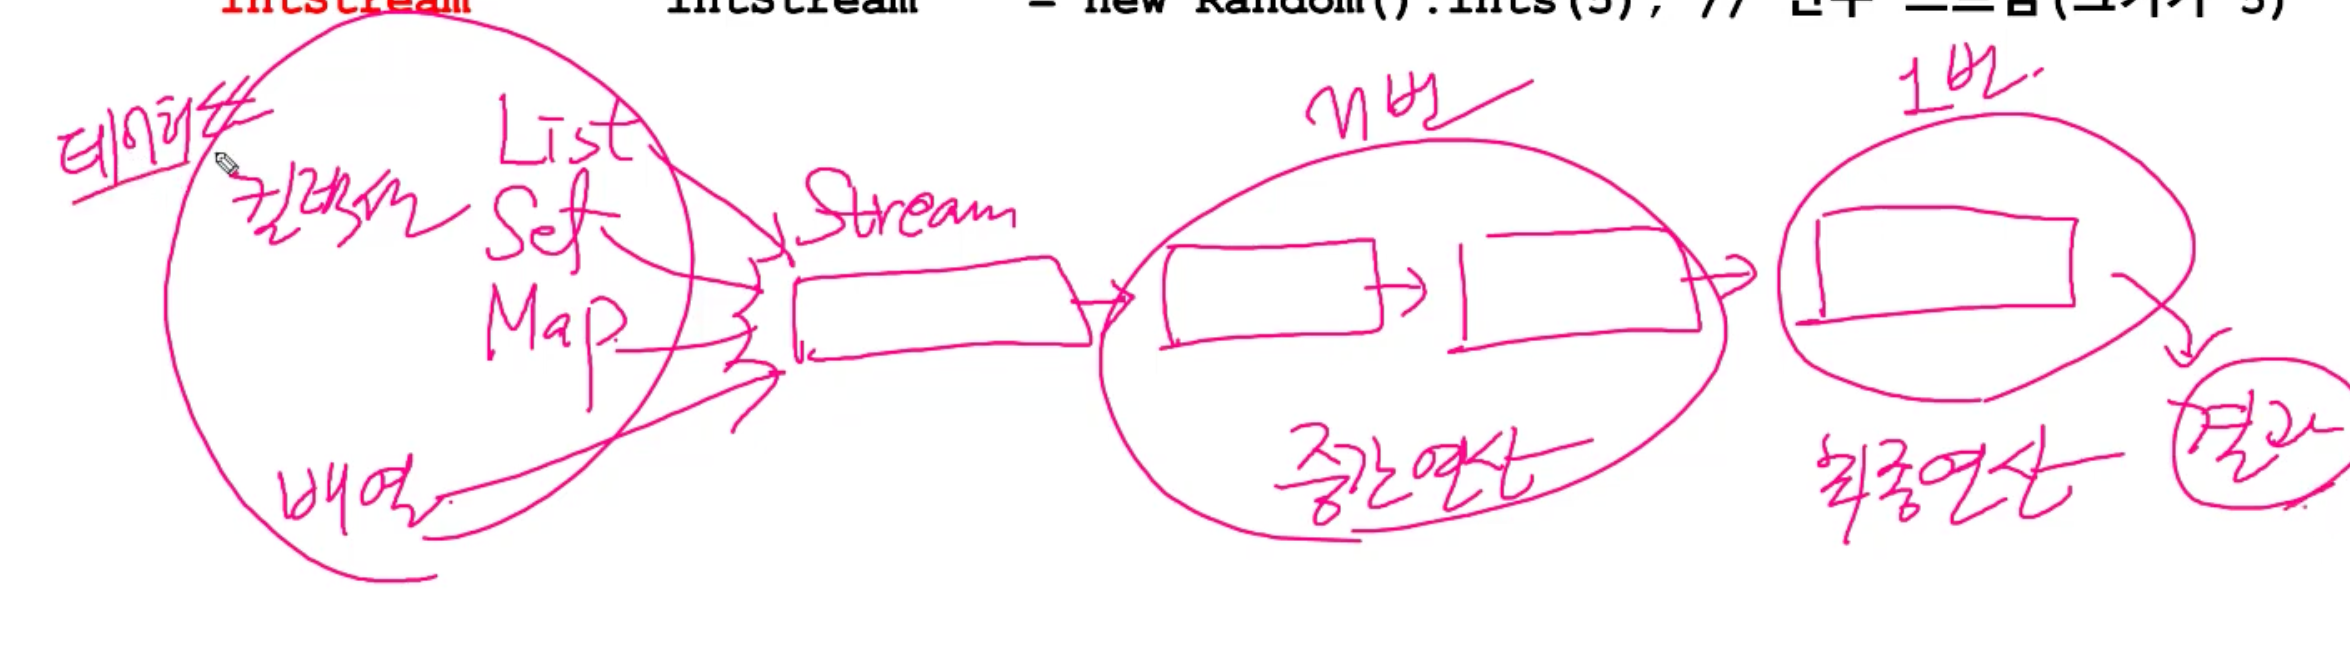 IntStream intStream = new Random().ints(5); // 난수 스트림(크기가 5)
n번
1번
데이터소스
List
컬렉션
Set
Stream
Map
배열
중간연산
최종연산
결과